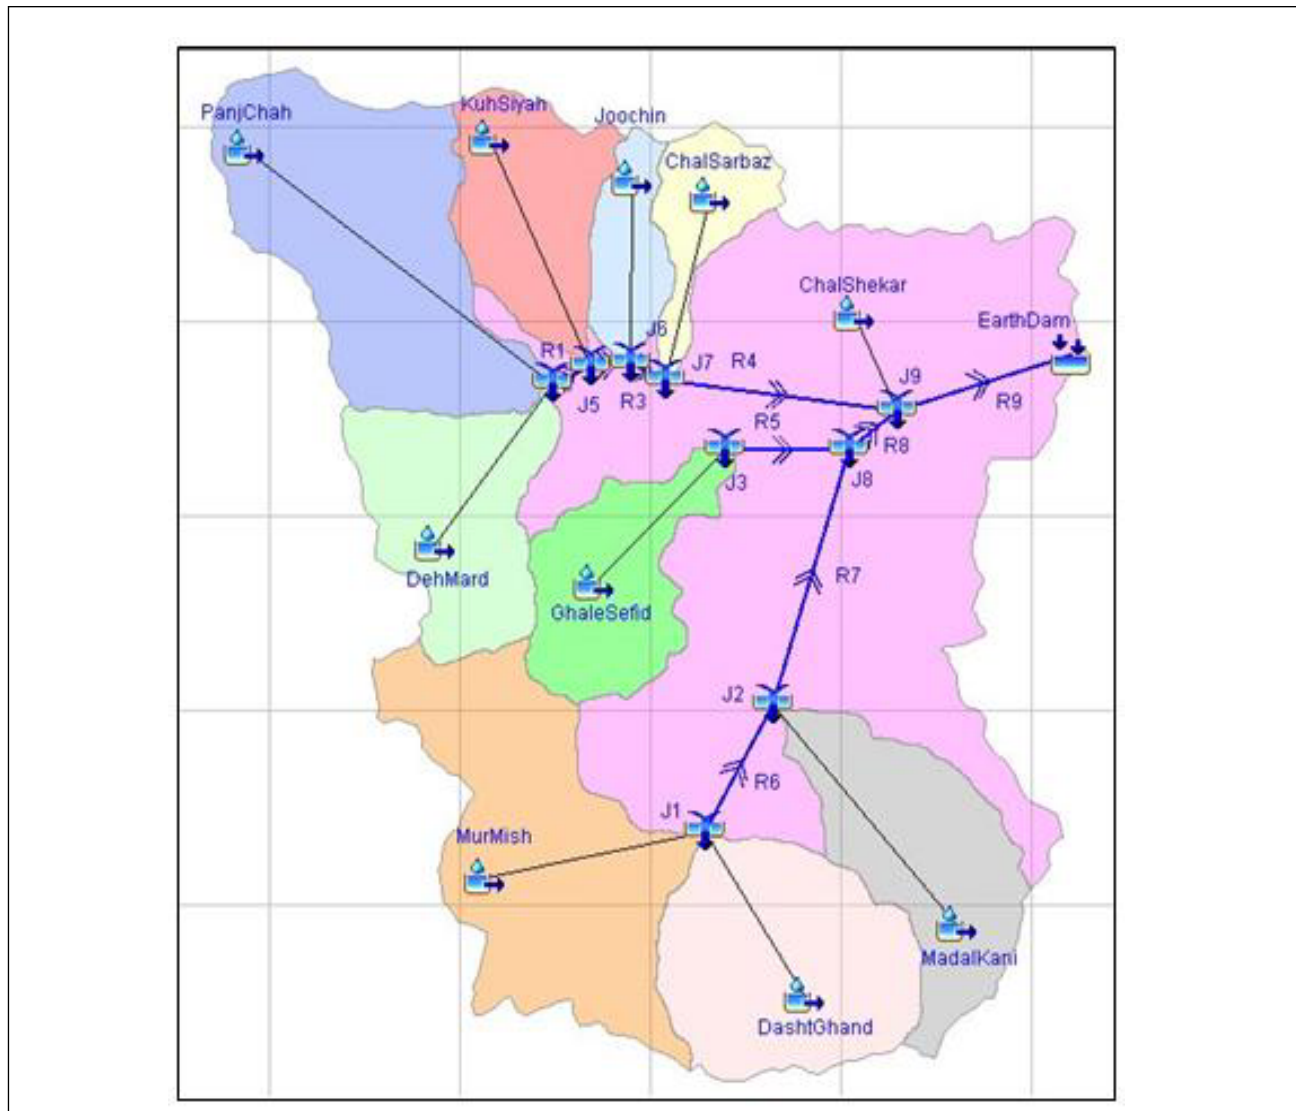 PanjChah
KuhSiyah
Joochin
ChalSarbaz
ChalShekar
EarthDam
R1
J6
J7
R4
J5
R3
J9
R9
R5
R8
J3
J8
DehMard
GhaleSefid
R7
J2
R6
J1
MurMish
MadalKani
DashtGhand